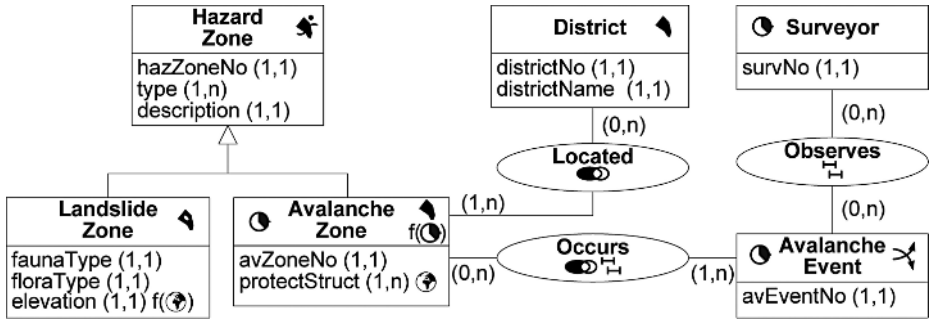 Hazard
Zone
hazZoneNo (1,1)
type (1,n)
description (1,1)
District
districtNo (1,1)
districtName (1,1)
Surveyor
survNo (1,1)
(0,n)
(0,n)
Located
Observes
(1,n)
(0,n)
Landslide
Zone
faunaType (1,1)
floraType (1,1)
elevation (1,1) f( )
Avalanche
Zone
f( )
avZoneNo (1,1)
protectStruct (1,n)
(0,n)
Occurs
(1,n)
Avalanche
Event
avEventNo (1,1)